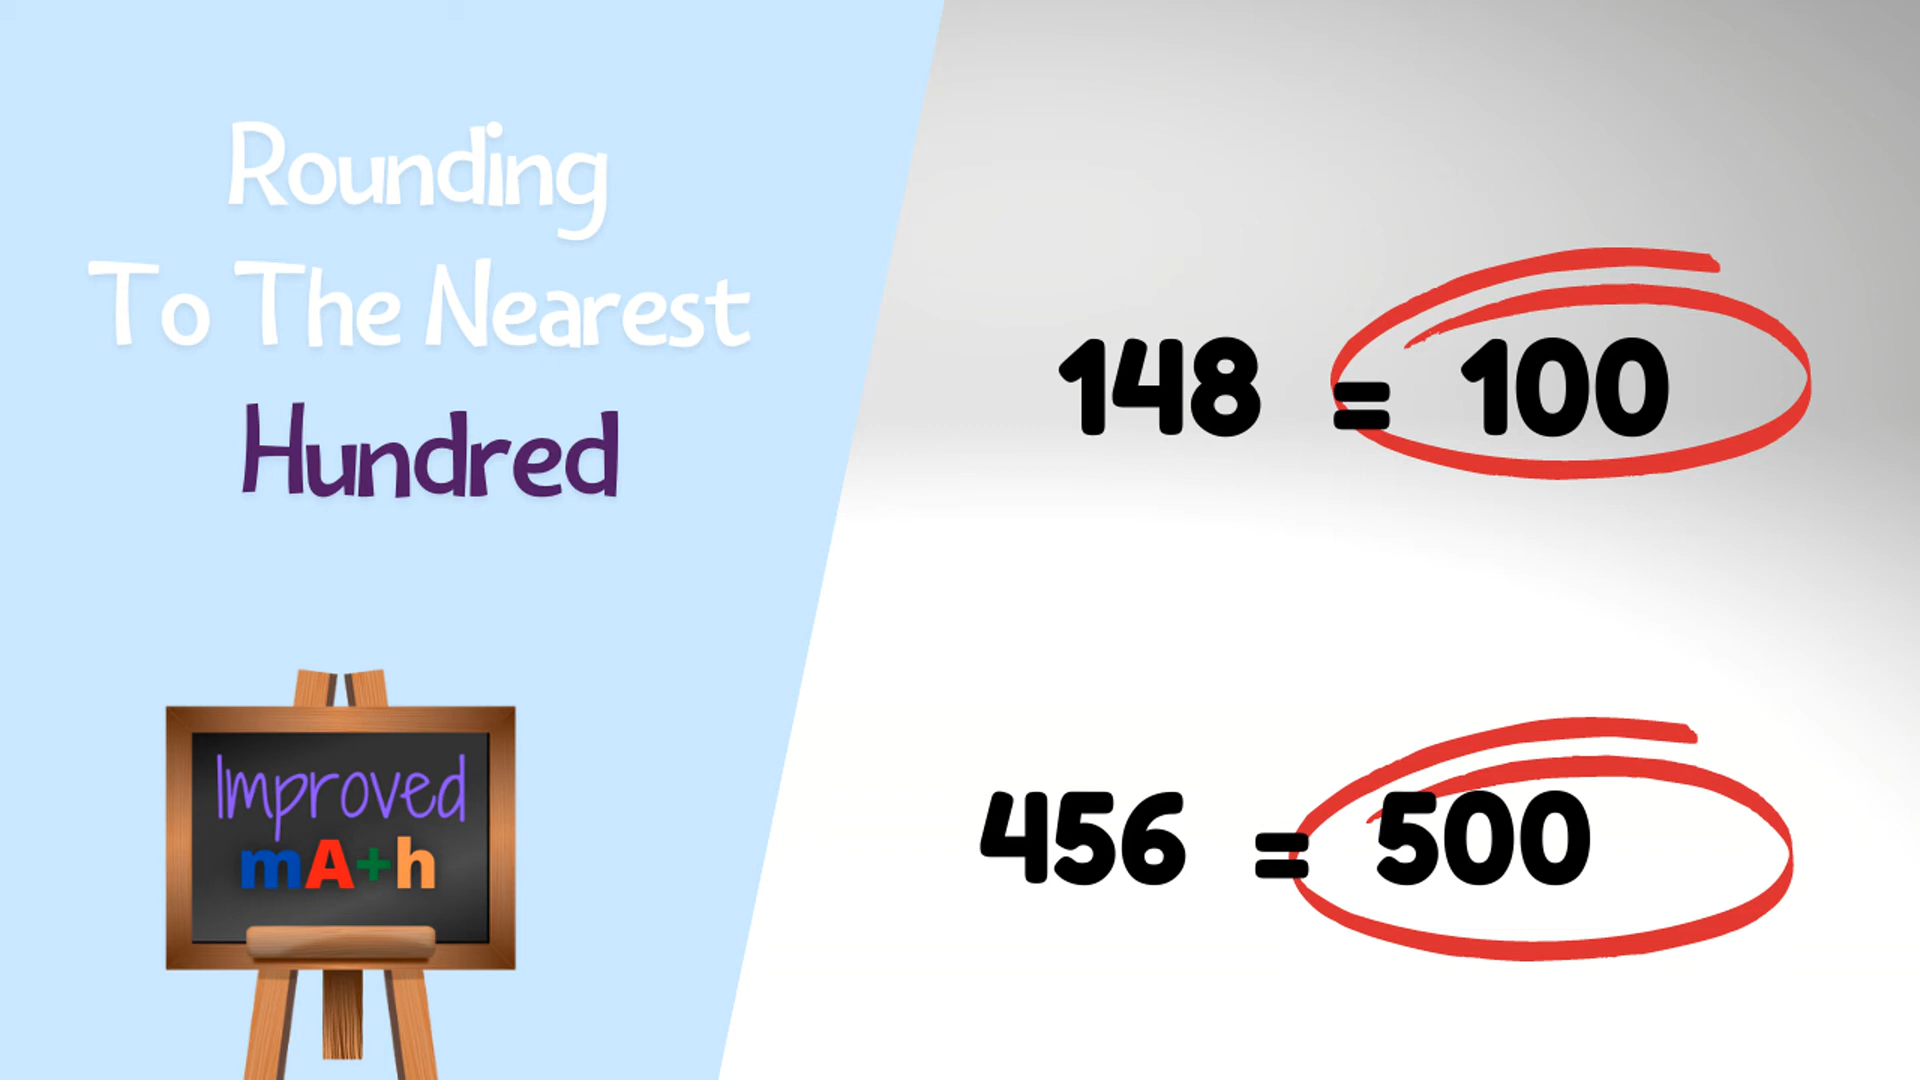 Rounding
To The Nearest
Hundred
Improved
mA+h
148 = 100
456 = 500